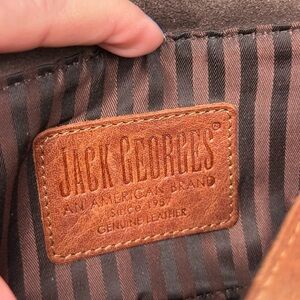 JACK GEORGES®
AN AMERICAN BRAND
SINCE 1987
GENUINE LEATHER